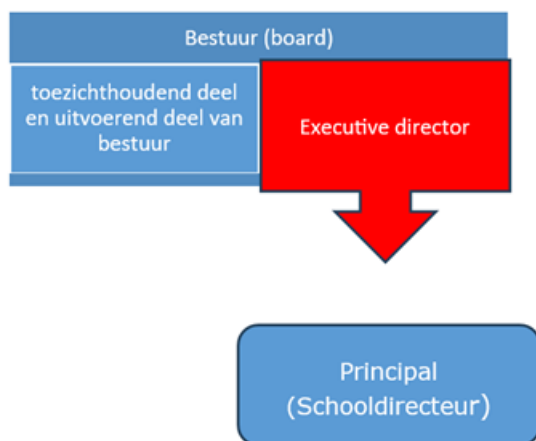 Bestuur (board)
toezichthoudend deel
en uitvoerend deel van
bestuur
Executive director
Principal
(Schooldirecteur)